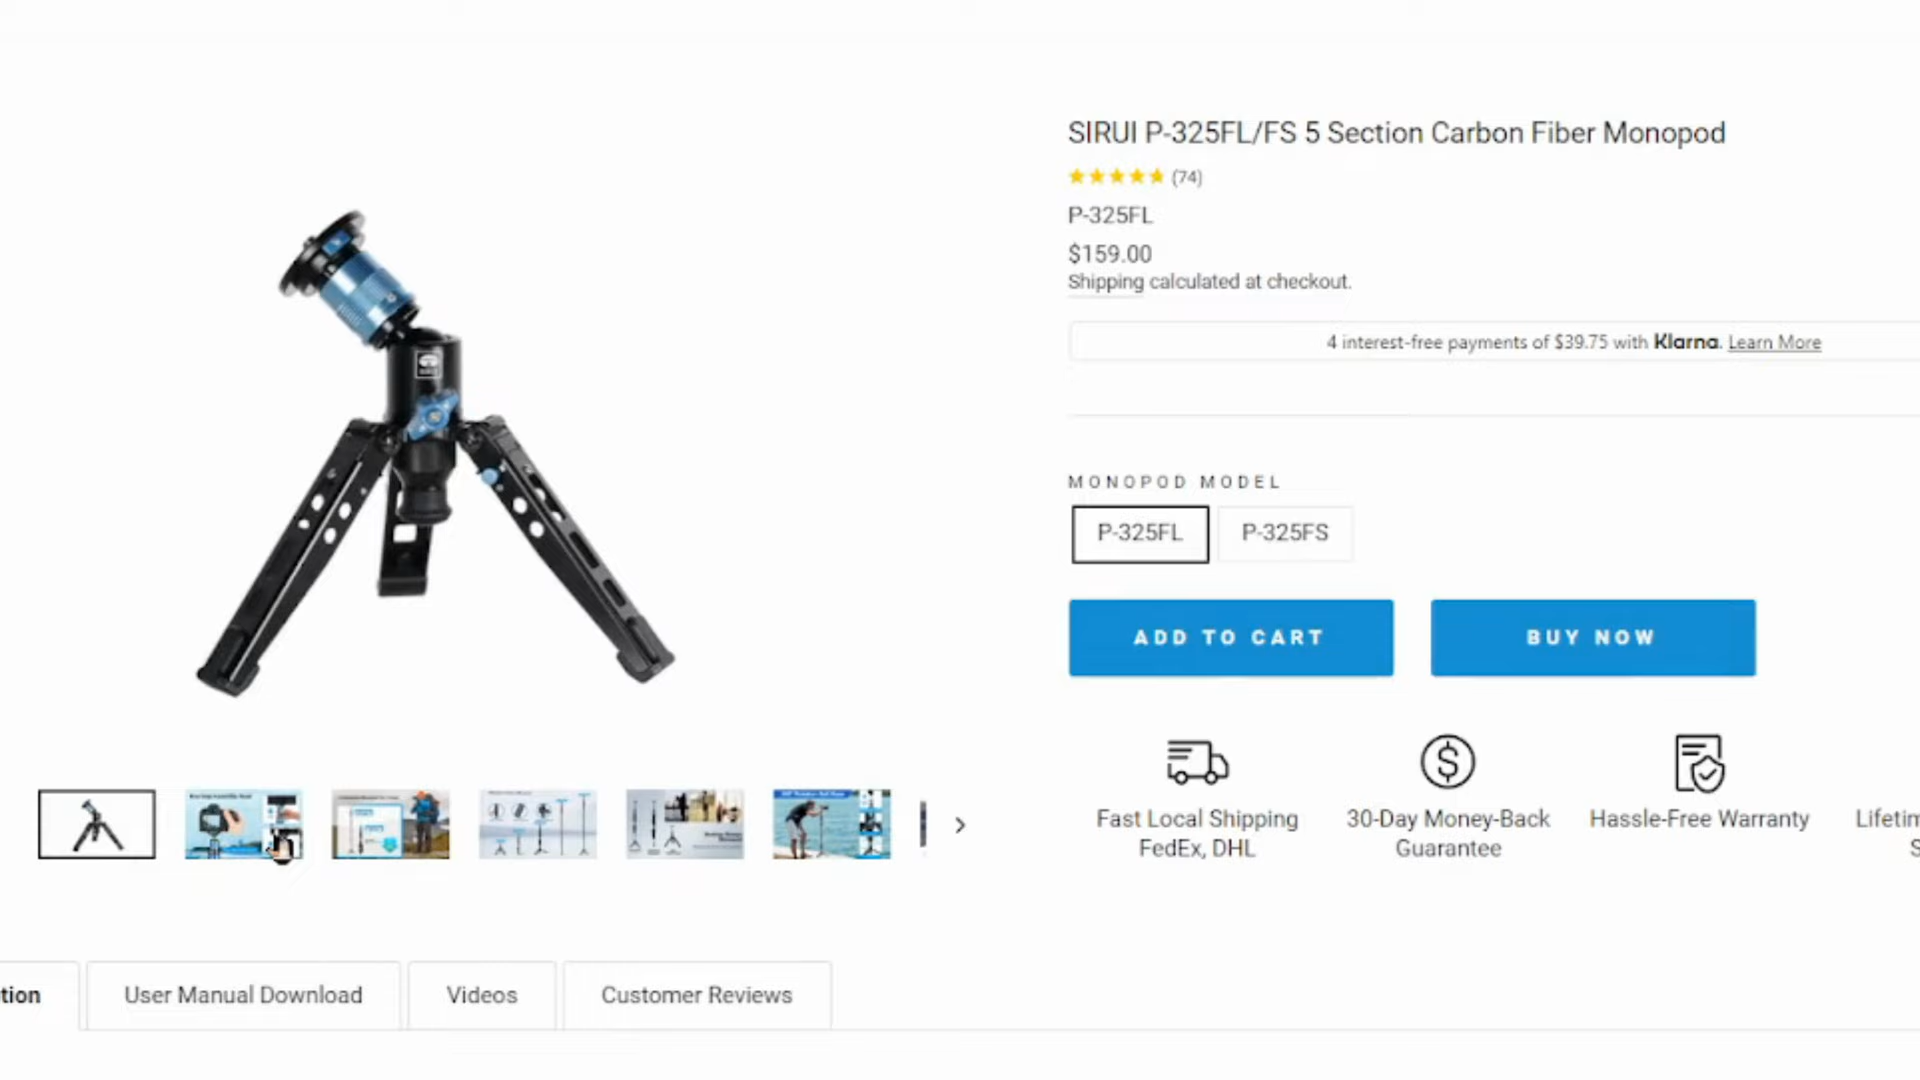 SIRUI P-325FL/FS 5 Section Carbon Fiber Monopod
(74)
P-325FL
$159.00
Shipping calculated at checkout.
4 interest-free payments of $39.75 with Klarna. Learn More
MONOPOD MODEL
P-325FL
P-325FS
ADD TO CART
BUY NOW
Fast Local Shipping
FedEx, DHL
30-Day Money-Back
Guarantee
Hassle-Free Warranty
Lifetim
S
tion
User Manual Download
Videos
Customer Reviews